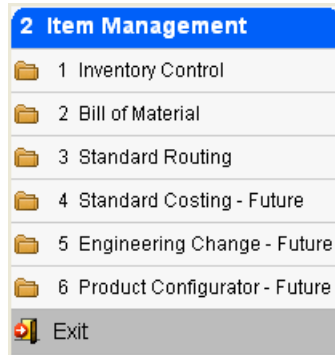 2 Item Management
1 Inventory Control
2 Bill of Material
3 Standard Routing
4 Standard Costing - Future
5 Engineering Change - Future
6 Product Configurator - Future
Exit